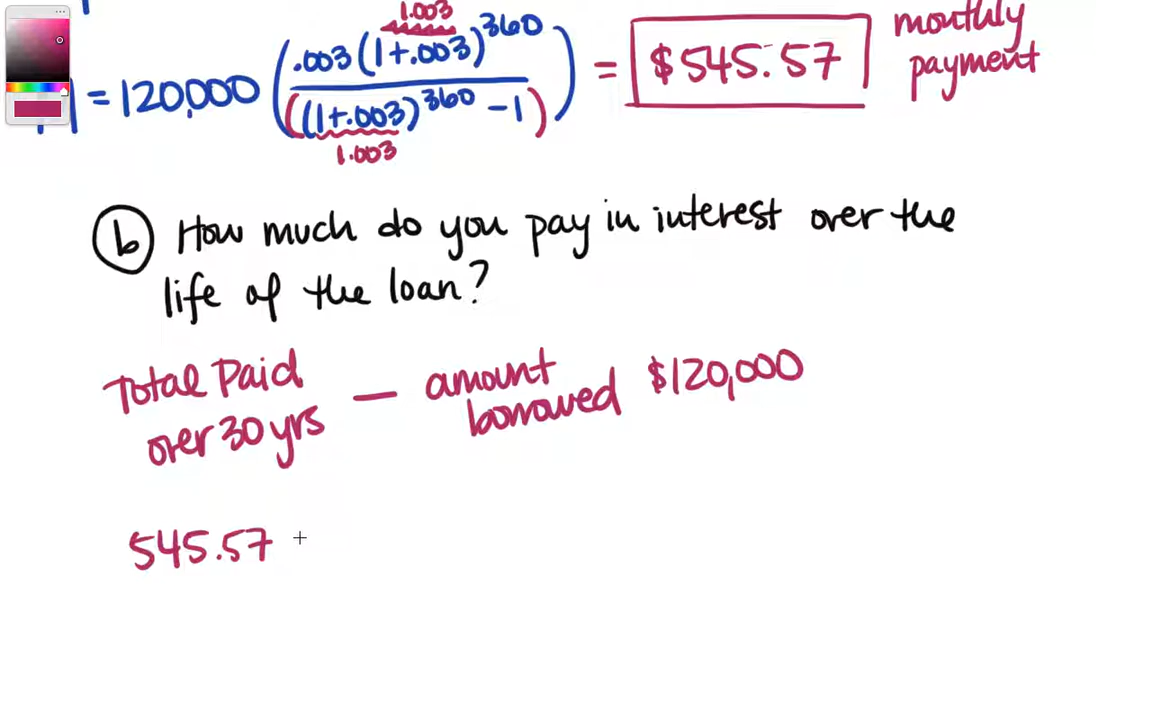 1.003
= 120,000 (.003 (1+.003)^360 / ((1+.003)^360 - 1)) = $545.57 monthly payment
1.003
b How much do you pay in interest over the
life of the loan?
Total Paid over 30 yrs — amount borrowed $120,000
545.57